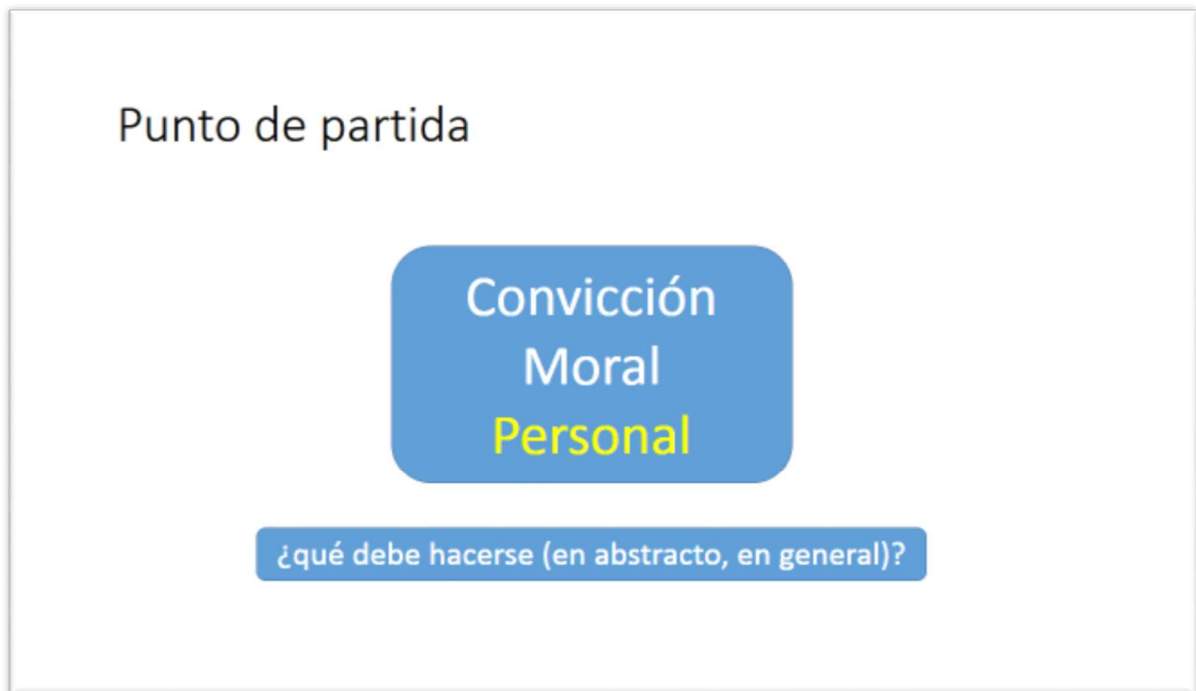 Punto de partida
Convicción
Moral
Personal
¿qué debe hacerse (en abstracto, en general)?